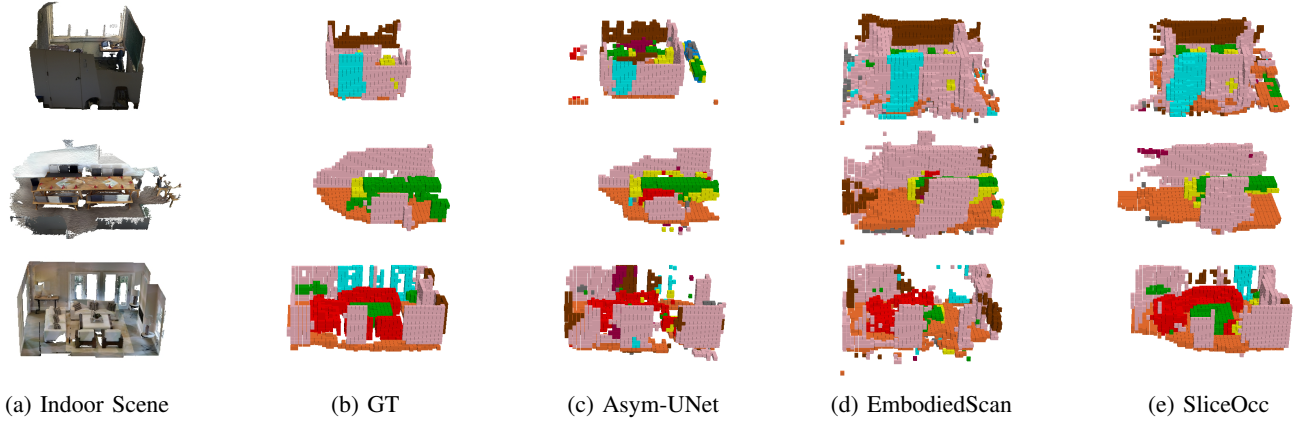 (a) Indoor Scene
(b) GT
(c) Asym-UNet
(d) EmbodiedScan
(e) SliceOcc